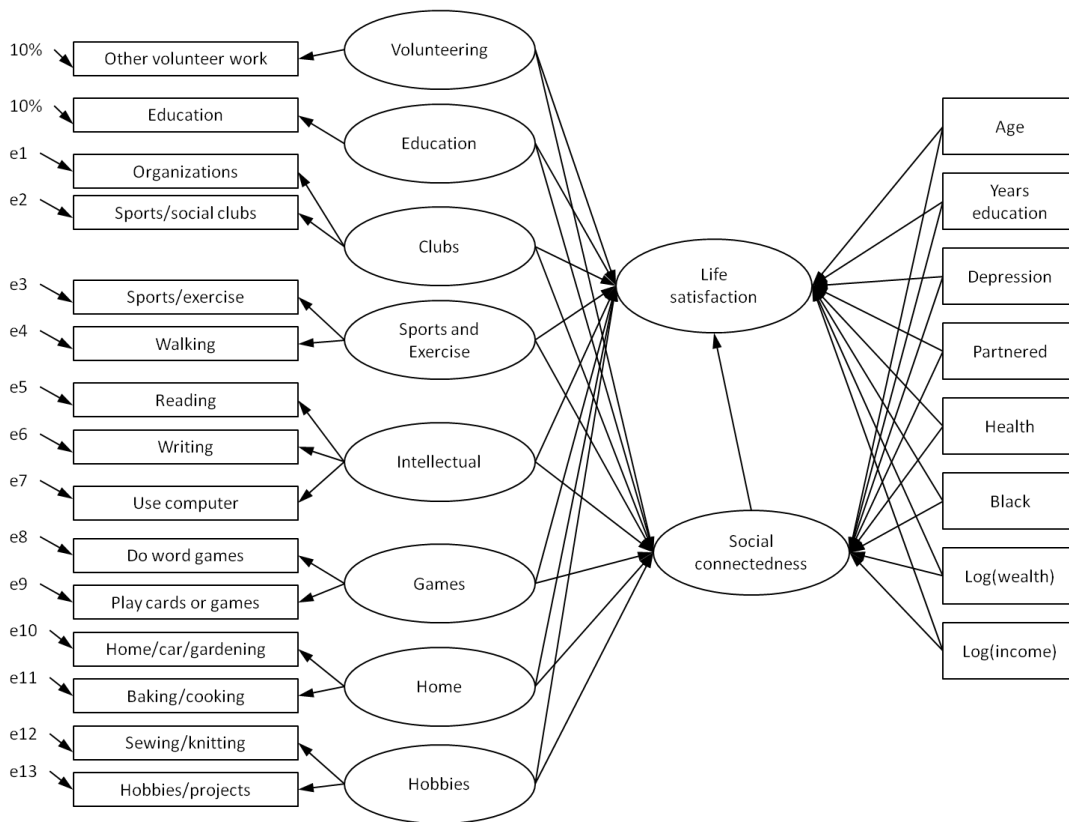 10%
Other volunteer work
10%
Education
e1
Organizations
e2
Sports/social clubs
e3
Sports/exercise
e4
Walking
e5
Reading
e6
Writing
e7
Use computer
e8
Do word games
e9
Play cards or games
e10
Home/car/gardening
e11
Baking/cooking
e12
Sewing/knitting
e13
Hobbies/projects
Volunteering
Education
Clubs
Sports and
Exercise
Intellectual
Games
Home
Hobbies
Life
satisfaction
Social
connectedness
Age
Years
education
Depression
Partnered
Health
Black
Log(wealth)
Log(income)